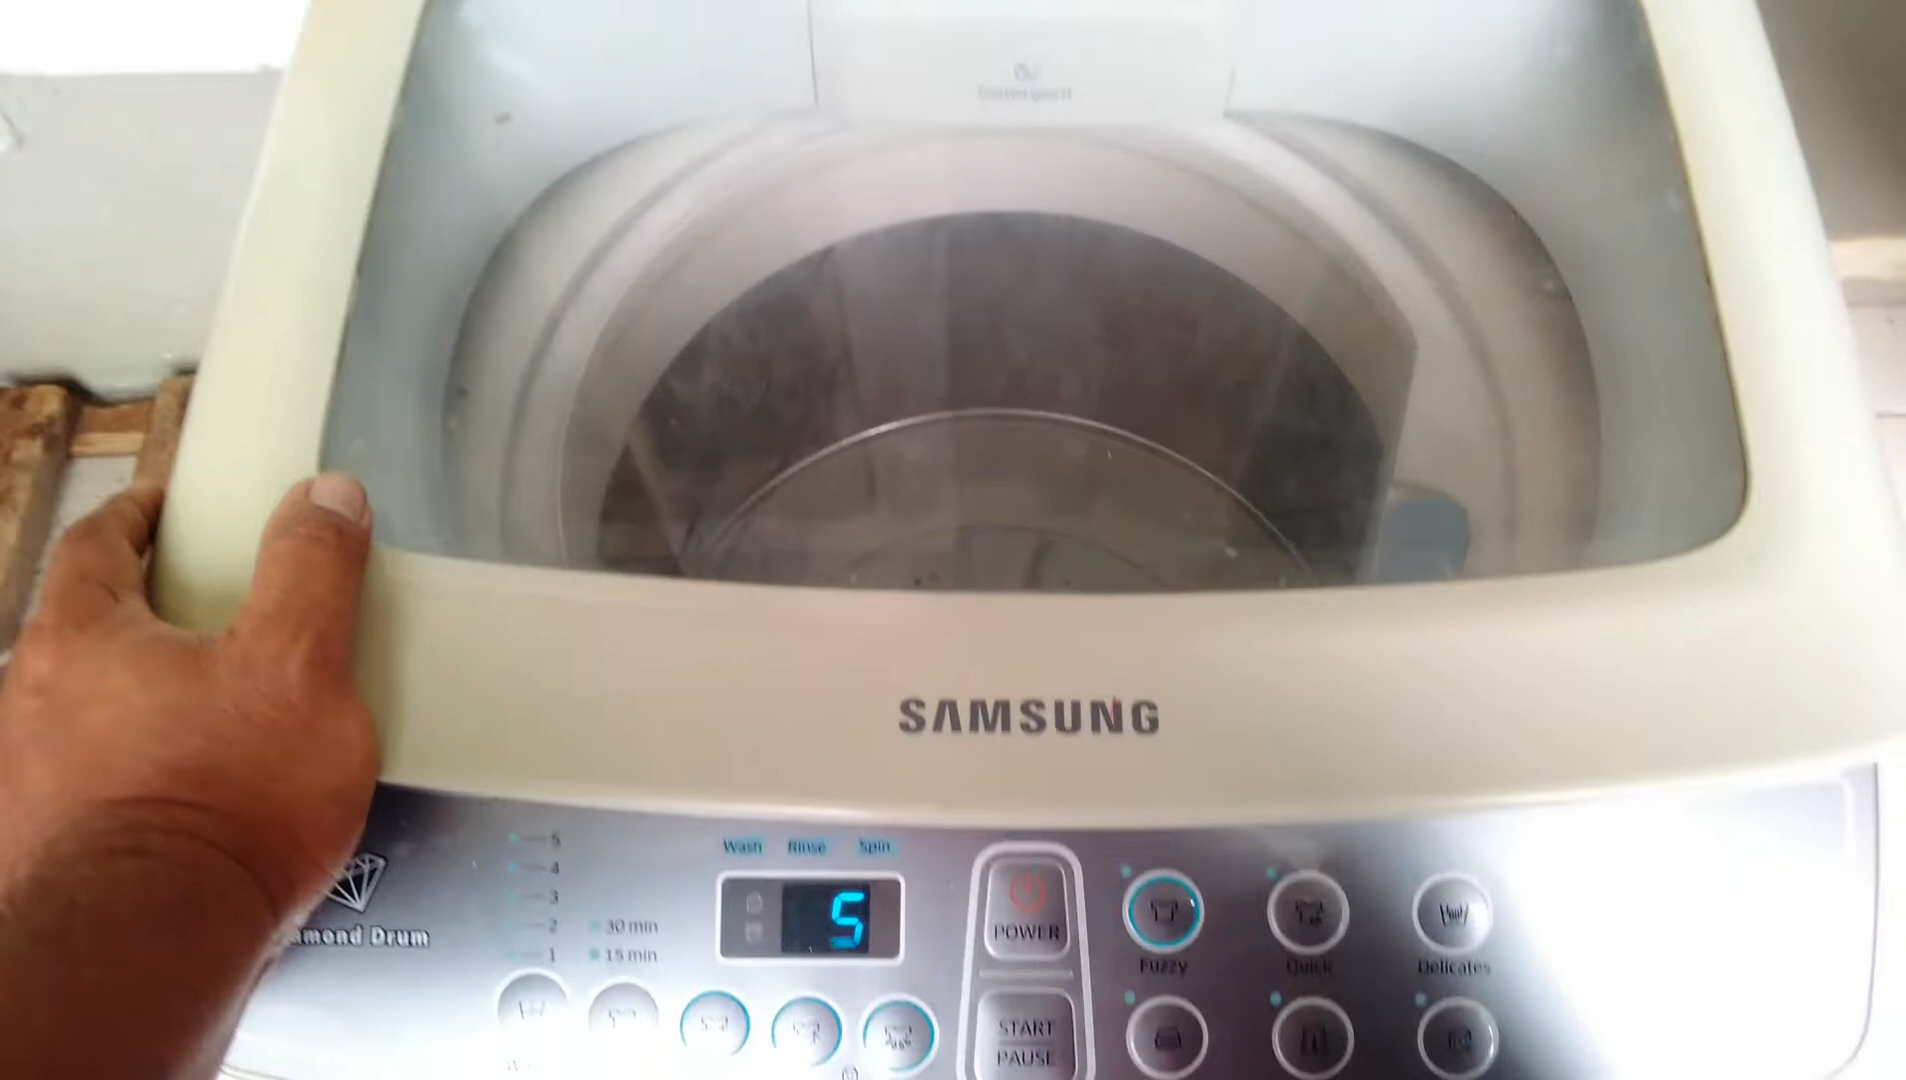 Detergent
SAMSUNG
5
4
3
2
1
30 min
15 min
Diamond Drum
Wash Rinse Spin
5
POWER
START
PAUSE
Fuzzy
Quick
Delicates